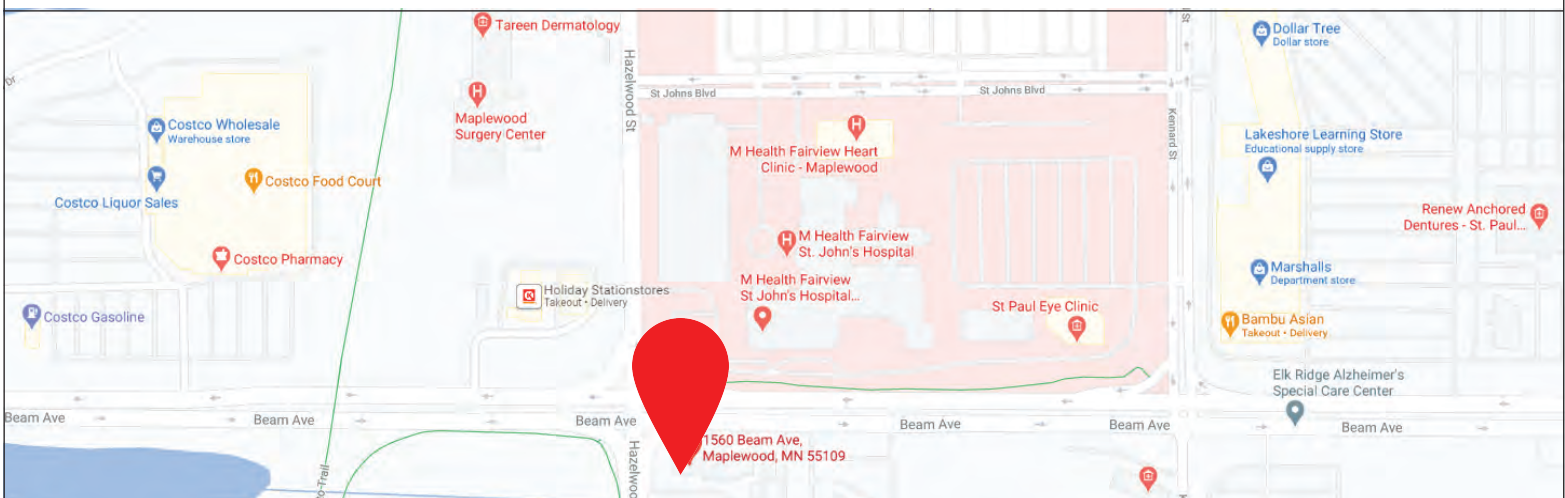 Tareen Dermatology
Dollar Tree
Dollar store
St Johns Blvd
St Johns Blvd
Hazelwood St
Maplewood
Surgery Center
Costco Wholesale
Warehouse store
M Health Fairview Heart
Clinic - Maplewood
Kennard St
Lakeshore Learning Store
Educational supply store
Costco Food Court
Costco Liquor Sales
Renew Anchored
Dentures - St. Paul...
M Health Fairview
St. John's Hospital
Costco Pharmacy
Marshalls
Department store
M Health Fairview
St John's Hospital...
Holiday Stationstores
Takeout • Delivery
St Paul Eye Clinic
Costco Gasoline
Bambu Asian
Takeout • Delivery
Elk Ridge Alzheimer's
Special Care Center
Beam Ave
Beam Ave
Beam Ave
Beam Ave
Beam Ave
Beam Ave
1560 Beam Ave,
Maplewood, MN 55109
Hazelwoo
o-Trail